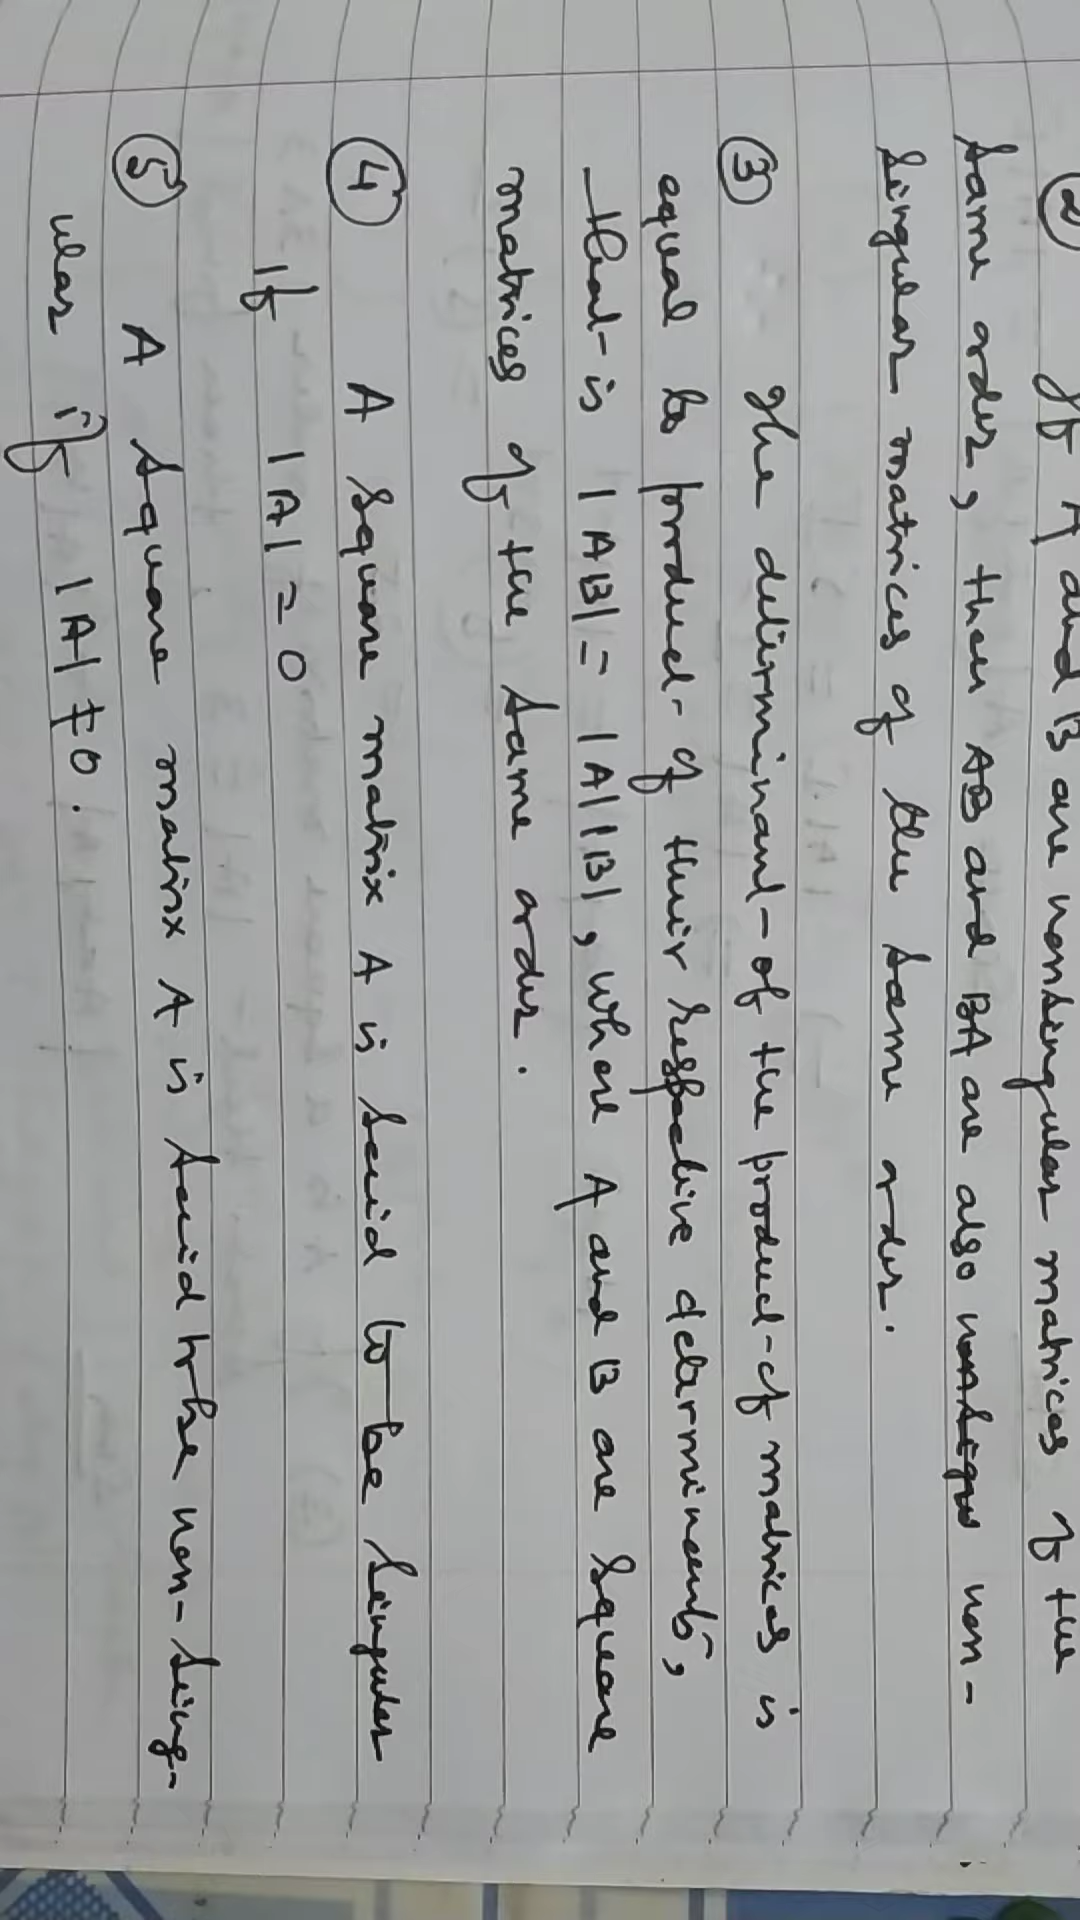 ② If A and B are nonsingular matrices of the
same order, then AB and BA are also non-
singular matrices of the same order.
③ The determinant of the product of matrices is
equal to product of their respective determinants,
that is |AB| = |A||B|, where A and B are square
matrices of the same order.
④ A square matrix A is said to be singular
If |A| = 0
⑤ A square matrix A is said to be non-sing-
ular if |A| ≠ 0.